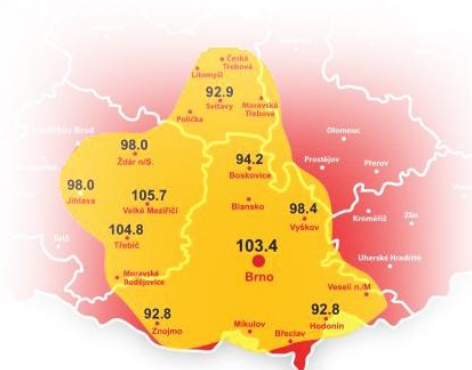 Česká
Třebová
Litomyšl
92.9
Svitavy
Moravská
Třebová
Polička
98.0
Žďár n/S.
94.2
Boskovice
Olomouc
Prostějov
Přerov
98.0
Jihlava
105.7
Velké Meziříčí
Blansko
98.4
Vyškov
Kroměříž
Zlín
104.8
Třebíč
103.4
Brno
Uherské Hradiště
Moravské
Budějovice
Veselí n./M
92.8
Znojmo
Mikulov
92.8
Hodonín
Břeclav